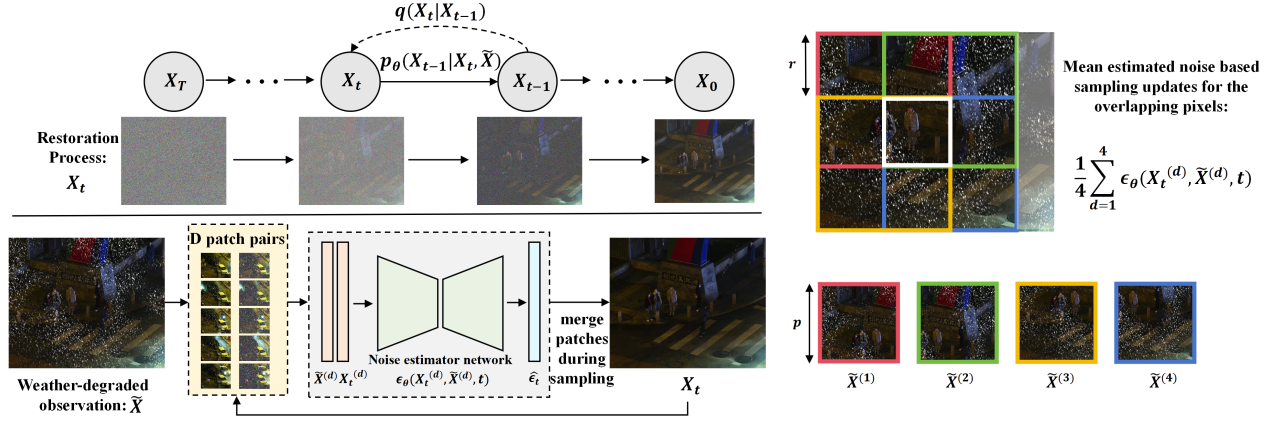 q(X_t|X_{t-1})
p_θ(X_{t-1}|X_t, X̃)
X_T
X_t
X_{t-1}
X_0
Restoration
Process:
X_t
D patch pairs
Noise estimator network
X̃^(d) X_t^(d)
ϵ_θ(X_t^(d), X̃^(d), t)
ϵ̂_t
merge
patches
during
sampling
Weather-degraded
observation: X̃
X_t
r
Mean estimated noise based
sampling updates for the
overlapping pixels:
1/4 ∑_{d=1}^{4} ϵ_θ(X_t^(d), X̃^(d), t)
p
X̃^(1)
X̃^(2)
X̃^(3)
X̃^(4)